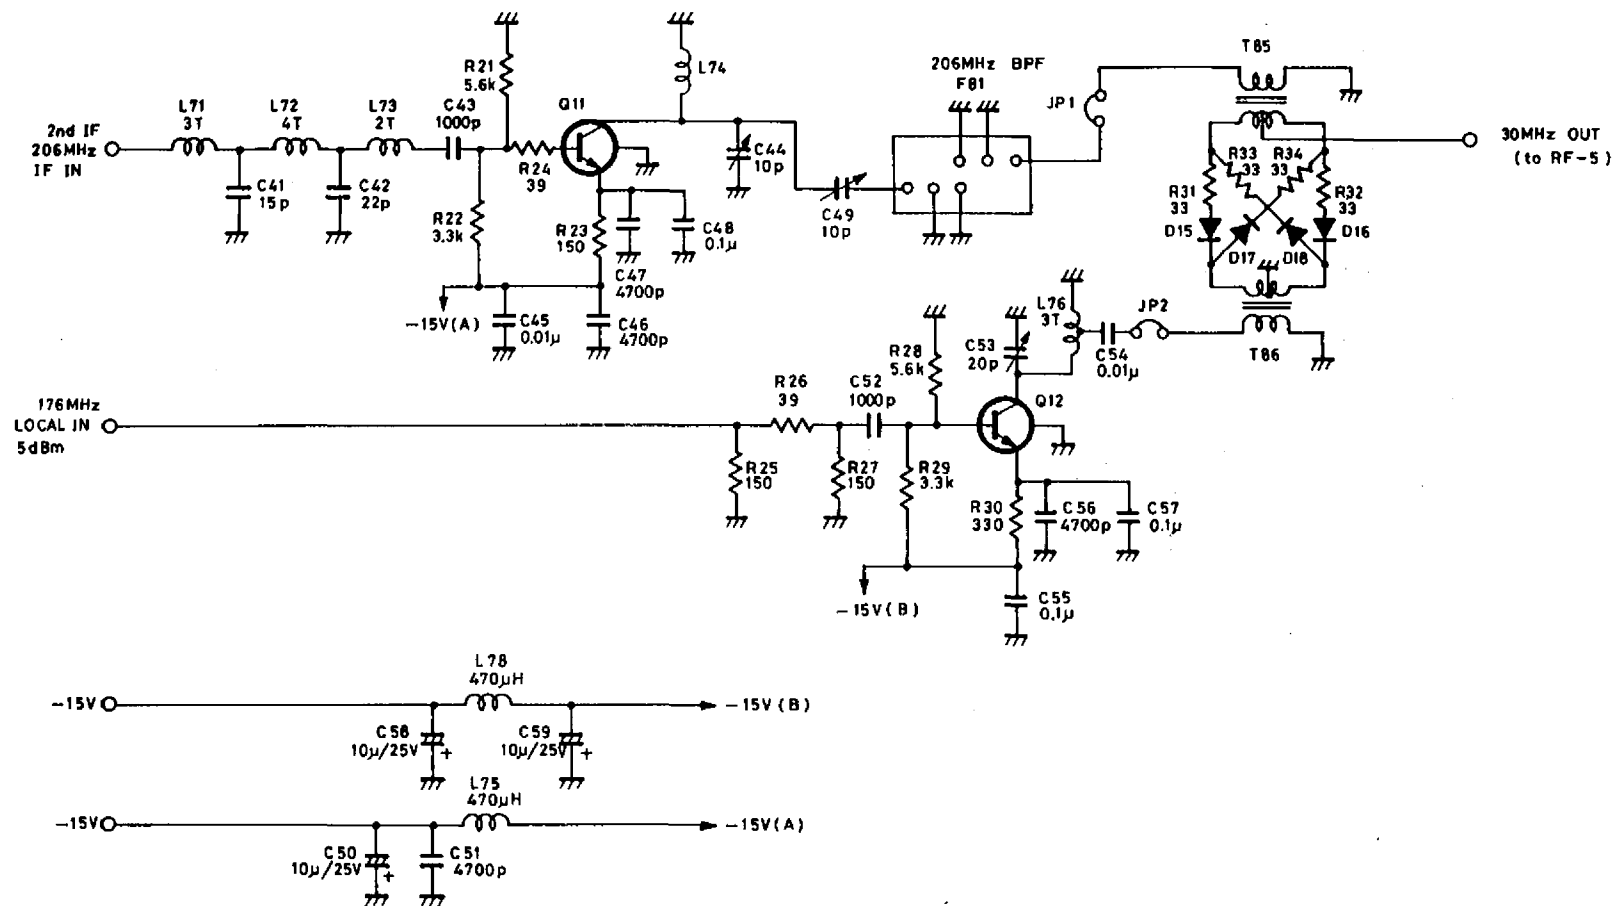 T85
206MHz BPF
F81
JP1
L74
R21
5.6k
Q11
L71
3T
L72
4T
L73
2T
C43
1000p
2nd IF
206MHz
IF IN
30MHz OUT
(to RF-5)
C44
10p
R24
39
R33
33
R34
33
C41
15p
C42
22p
R31
33
R32
33
R22
3.3k
R23
150
C48
0.1μ
C49
10p
D15
D16
D17
D18
C47
4700p
-15V(A)
C45
0.01μ
C46
4700p
L76
3T
JP2
C53
20p
C54
0.01μ
T86
R28
5.6k
R26
39
C52
1000p
Q12
176MHz
LOCAL IN
5dBm
R25
150
R27
150
R29
3.3k
R30
330
C56
4700p
C57
0.1μ
-15V(B)
C55
0.1μ
L78
470μH
-15V
-15V(B)
C58
10μ/25V
+
C59
10μ/25V
+
L75
470μH
-15V
-15V(A)
C50
10μ/25V
+
C51
4700p